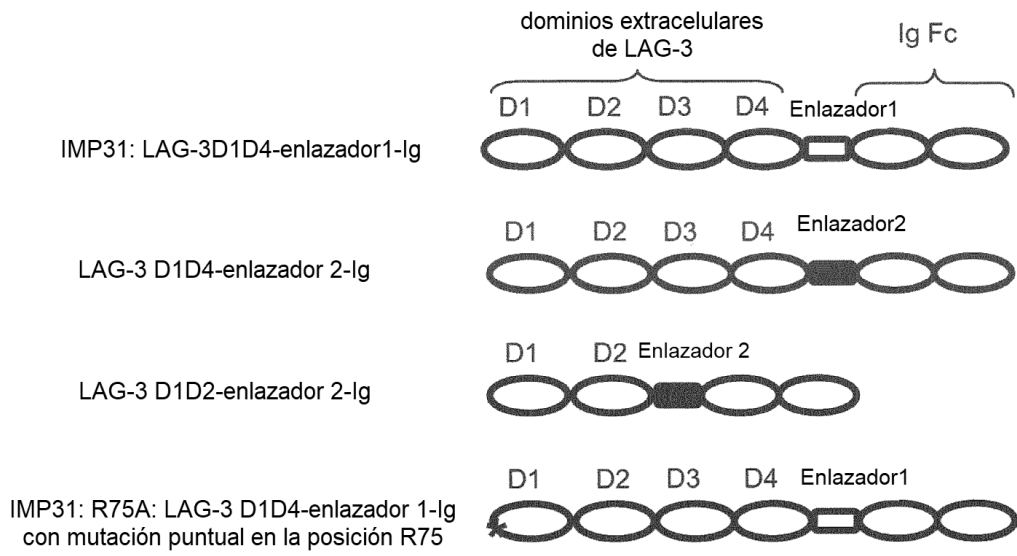 dominios extracelulares
de LAG-3
Ig Fc
D1 D2 D3 D4 Enlazador1
IMP31: LAG-3D1D4-enlazador1-Ig
D1 D2 D3 D4 Enlazador2
LAG-3 D1D4-enlazador 2-Ig
D1 D2 Enlazador 2
LAG-3 D1D2-enlazador 2-Ig
D1 D2 D3 D4 Enlazador1
IMP31: R75A: LAG-3 D1D4-enlazador 1-Ig
con mutación puntual en la posición R75